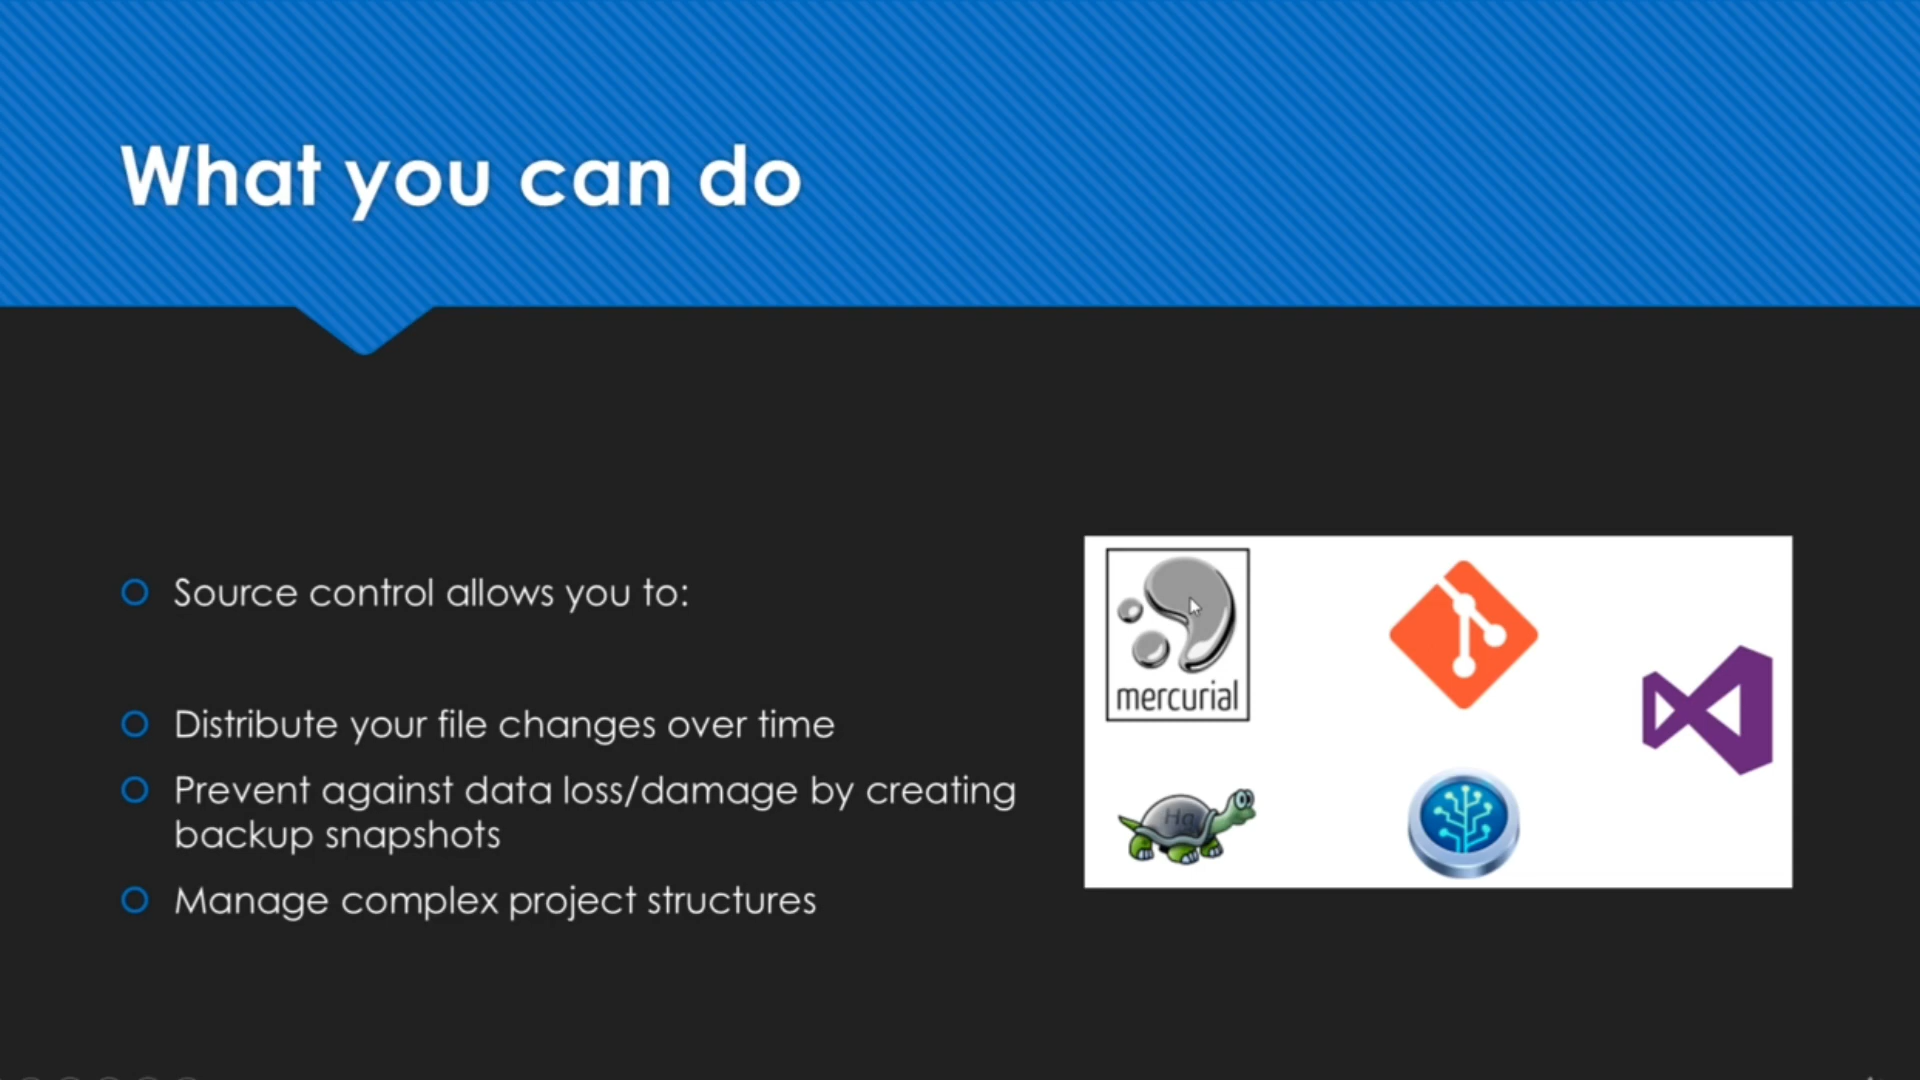 What you can do
Source control allows you to:
Distribute your file changes over time
Prevent against data loss/damage by creating
backup snapshots
Manage complex project structures
mercurial
Hg